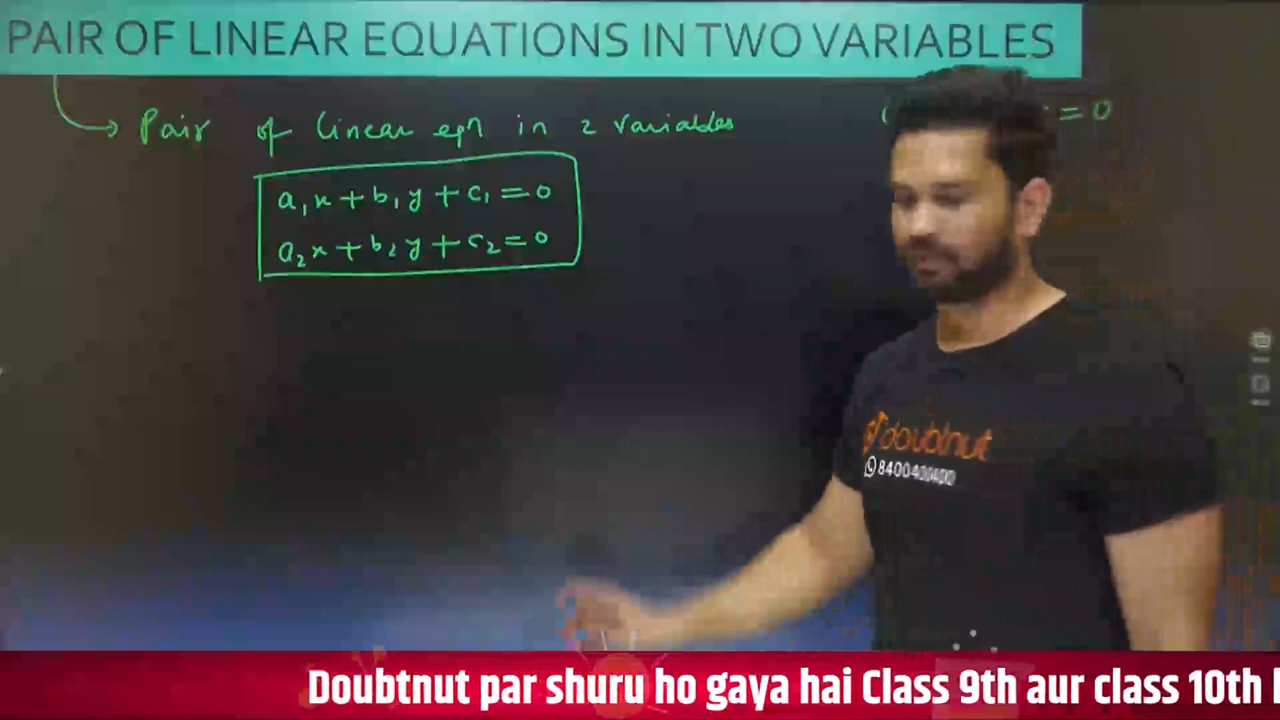 PAIR OF LINEAR EQUATIONS IN TWO VARIABLES
Pair of linear eqn in 2 variables
= 0
a₁x + b₁y + c₁ = 0
a₂x + b₂y + c₂ = 0
doubtnut
8400400400
Doubtnut par shuru ho gaya hai Class 9th aur class 10th